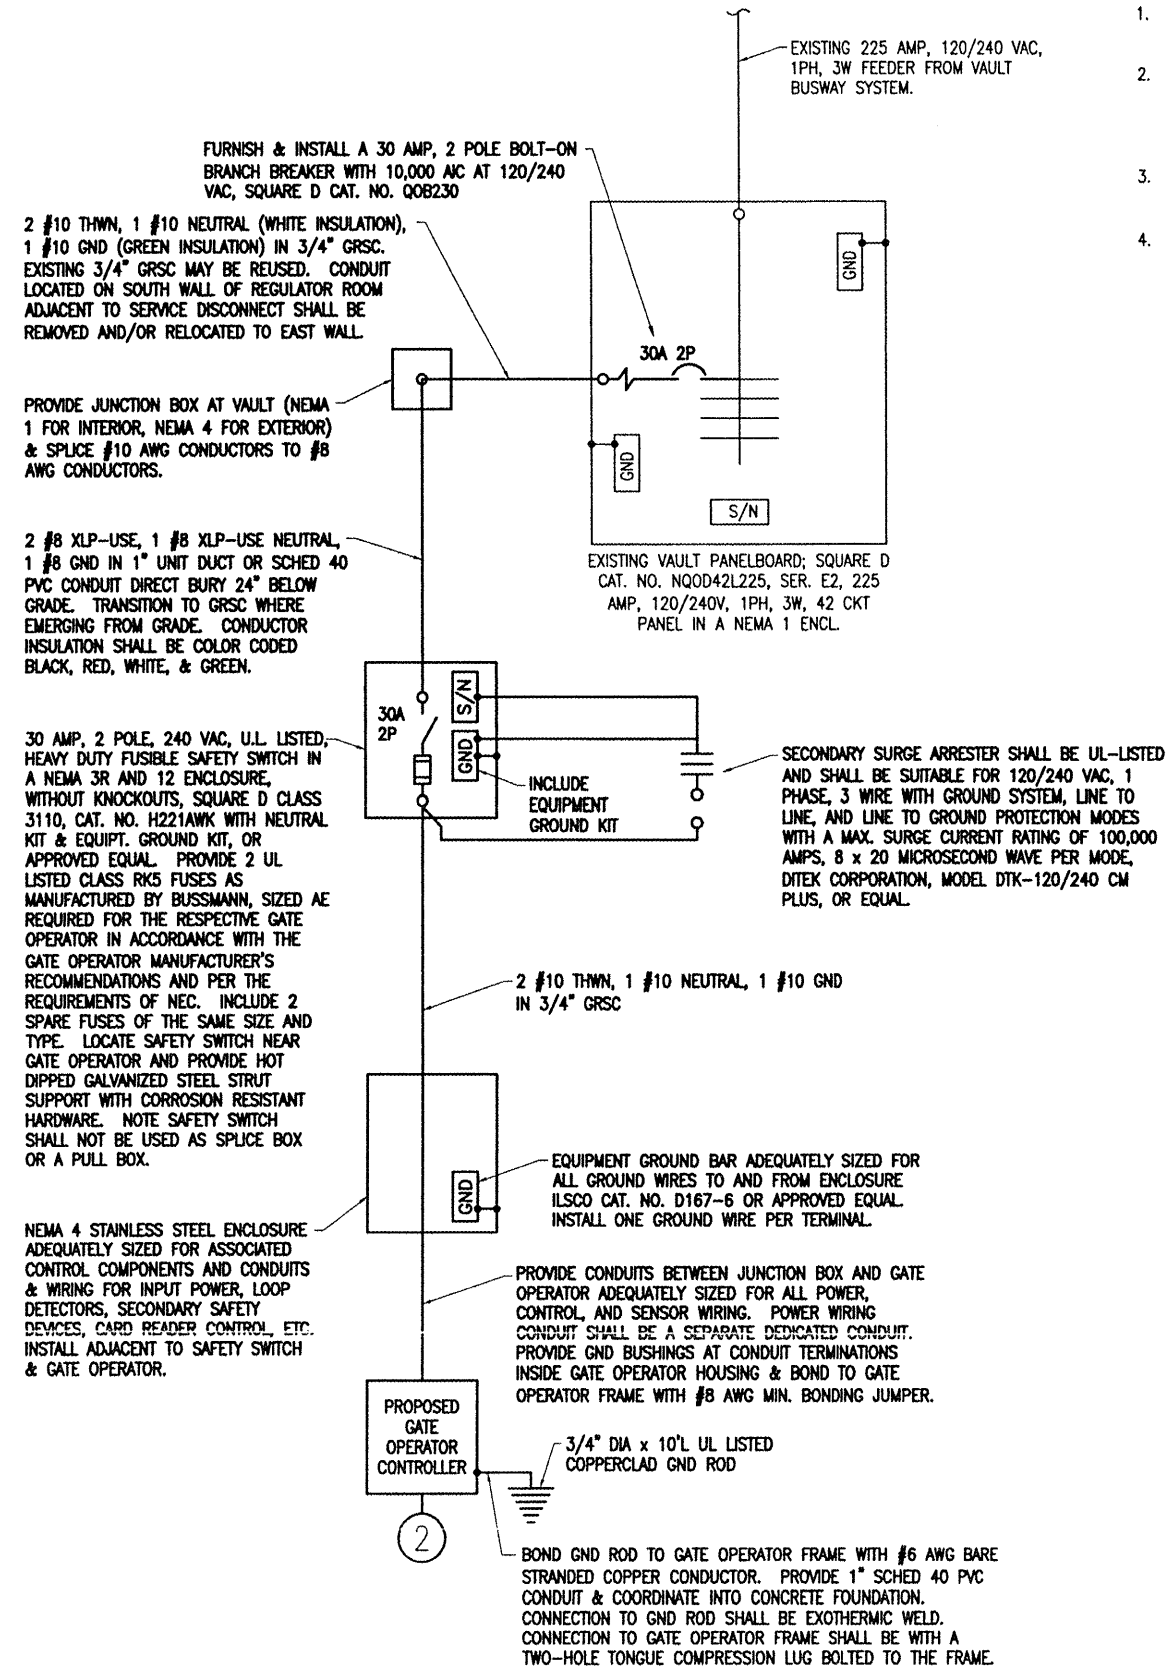 1.
EXISTING 225 AMP, 120/240 VAC,
1PH, 3W FEEDER FROM VAULT
BUSWAY SYSTEM.
2.
FURNISH & INSTALL A 30 AMP, 2 POLE BOLT-ON
BRANCH BREAKER WITH 10,000 AIC AT 120/240
VAC, SQUARE D CAT. NO. QOB230
3.
2 #10 THWN, 1 #10 NEUTRAL (WHITE INSULATION),
1 #10 GND (GREEN INSULATION) IN 3/4" GRSC.
EXISTING 3/4" GRSC MAY BE REUSED. CONDUIT
LOCATED ON SOUTH WALL OF REGULATOR ROOM
ADJACENT TO SERVICE DISCONNECT SHALL BE
REMOVED AND/OR RELOCATED TO EAST WALL.
4.
GND
30A 2P
PROVIDE JUNCTION BOX AT VAULT (NEMA
1 FOR INTERIOR, NEMA 4 FOR EXTERIOR)
& SPLICE #10 AWG CONDUCTORS TO #8
AWG CONDUCTORS.
GND
S/N
EXISTING VAULT PANELBOARD; SQUARE D
CAT. NO. NQOD42L225, SER. E2, 225
AMP, 120/240V, 1PH, 3W, 42 CKT
PANEL IN A NEMA 1 ENCL.
2 #8 XLP-USE, 1 #8 XLP-USE NEUTRAL,
1 #8 GND IN 1" UNIT DUCT OR SCHED 40
PVC CONDUIT DIRECT BURY 24" BELOW
GRADE. TRANSITION TO GRSC WHERE
EMERGING FROM GRADE. CONDUCTOR
INSULATION SHALL BE COLOR CODED
BLACK, RED, WHITE, & GREEN.
30A
2P
S/N
GND
INCLUDE
EQUIPMENT
GROUND KIT
30 AMP, 2 POLE, 240 VAC, U.L. LISTED,
HEAVY DUTY FUSIBLE SAFETY SWITCH IN
A NEMA 3R AND 12 ENCLOSURE,
WITHOUT KNOCKOUTS, SQUARE D CLASS
3110, CAT. NO. H221AWK WITH NEUTRAL
KIT & EQUIPT. GROUND KIT, OR
APPROVED EQUAL. PROVIDE 2 UL
LISTED CLASS RK5 FUSES AS
MANUFACTURED BY BUSSMANN, SIZED AE
REQUIRED FOR THE RESPECTIVE GATE
OPERATOR IN ACCORDANCE WITH THE
GATE OPERATOR MANUFACTURER'S
RECOMMENDATIONS AND PER THE
REQUIREMENTS OF NEC. INCLUDE 2
SPARE FUSES OF THE SAME SIZE AND
TYPE. LOCATE SAFETY SWITCH NEAR
GATE OPERATOR AND PROVIDE HOT
DIPPED GALVANIZED STEEL STRUT
SUPPORT WITH CORROSION RESISTANT
HARDWARE. NOTE SAFETY SWITCH
SHALL NOT BE USED AS SPLICE BOX
OR A PULL BOX.
SECONDARY SURGE ARRESTER SHALL BE UL-LISTED
AND SHALL BE SUITABLE FOR 120/240 VAC, 1
PHASE, 3 WIRE WITH GROUND SYSTEM, LINE TO
LINE, AND LINE TO GROUND PROTECTION MODES
WITH A MAX. SURGE CURRENT RATING OF 100,000
AMPS, 8 x 20 MICROSECOND WAVE PER MODE,
DITEK CORPORATION, MODEL DTK-120/240 CM
PLUS, OR EQUAL.
2 #10 THWN, 1 #10 NEUTRAL, 1 #10 GND
IN 3/4" GRSC
GND
EQUIPMENT GROUND BAR ADEQUATELY SIZED FOR
ALL GROUND WIRES TO AND FROM ENCLOSURE
ILSCO CAT. NO. D167-6 OR APPROVED EQUAL.
INSTALL ONE GROUND WIRE PER TERMINAL.
NEMA 4 STAINLESS STEEL ENCLOSURE
ADEQUATELY SIZED FOR ASSOCIATED
CONTROL COMPONENTS AND CONDUITS
& WIRING FOR INPUT POWER, LOOP
DETECTORS, SECONDARY SAFETY
DEVICES, CARD READER CONTROL, ETC.
INSTALL ADJACENT TO SAFETY SWITCH
& GATE OPERATOR.
PROVIDE CONDUITS BETWEEN JUNCTION BOX AND GATE
OPERATOR ADEQUATELY SIZED FOR ALL POWER,
CONTROL, AND SENSOR WIRING. POWER WIRING
CONDUIT SHALL BE A SEPARATE DEDICATED CONDUIT.
PROVIDE GND BUSHINGS AT CONDUIT TERMINATIONS
INSIDE GATE OPERATOR HOUSING & BOND TO GATE
OPERATOR FRAME WITH #8 AWG MIN. BONDING JUMPER.
PROPOSED
GATE
OPERATOR
CONTROLLER
3/4" DIA x 10'L UL LISTED
COPPERCLAD GND ROD
2
BOND GND ROD TO GATE OPERATOR FRAME WITH #6 AWG BARE
STRANDED COPPER CONDUCTOR. PROVIDE 1" SCHED 40 PVC
CONDUIT & COORDINATE INTO CONCRETE FOUNDATION.
CONNECTION TO GND ROD SHALL BE EXOTHERMIC WELD.
CONNECTION TO GATE OPERATOR FRAME SHALL BE WITH A
TWO-HOLE TONGUE COMPRESSION LUG BOLTED TO THE FRAME.